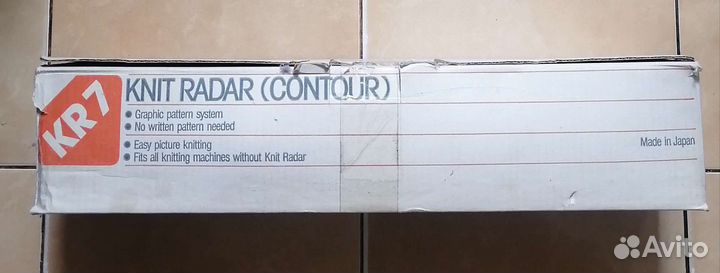 KR7
KNIT RADAR (CONTOUR)
● Graphic pattern system
● No written pattern needed
● Easy picture knitting
● Fits all knitting machines without Knit Radar
Made in Japan
Avito